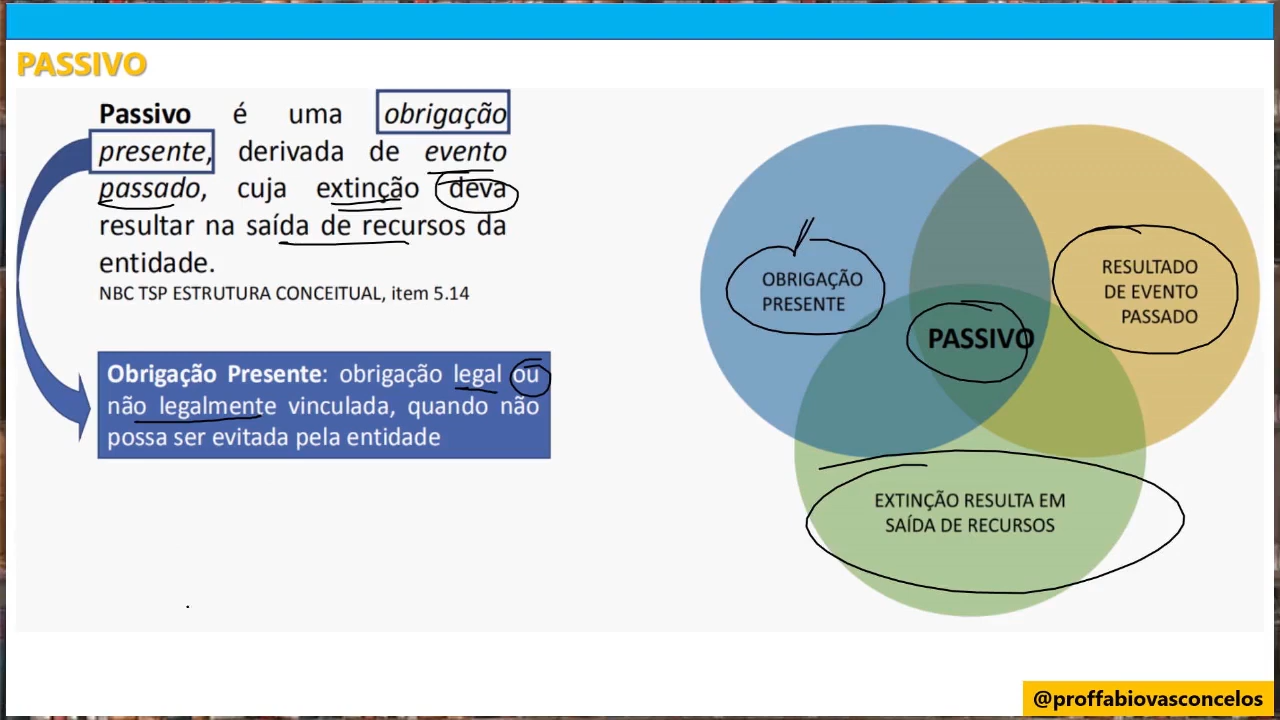 PASSIVO
Passivo é uma obrigação
presente, derivada de evento
passado, cuja extinção deva
resultar na saída de recursos da
entidade.
NBC TSP ESTRUTURA CONCEITUAL, item 5.14
Obrigação Presente: obrigação legal ou
não legalmente vinculada, quando não
possa ser evitada pela entidade
OBRIGAÇÃO
PRESENTE
RESULTADO
DE EVENTO
PASSADO
PASSIVO
EXTINÇÃO RESULTA EM
SAÍDA DE RECURSOS
@proffabiovasconcelos